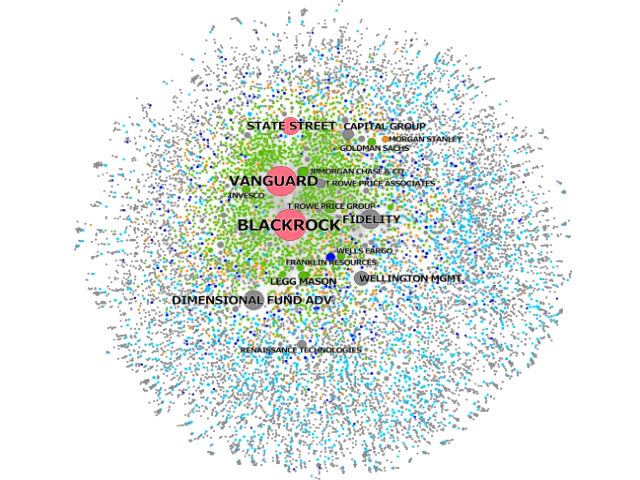 STATE STREET
CAPITAL GROUP
MORGAN STANLEY
GOLDMAN SACHS
JPMORGAN CHASE & CO
VANGUARD
T ROWE PRICE ASSOCIATES
INVESCO
T ROWE PRICE GROUP
FIDELITY
BLACKROCK
WELLS FARGO
FRANKLIN RESOURCES
LEGG MASON
WELLINGTON MGMT.
DIMENSIONAL FUND ADV.
RENAISSANCE TECHNOLOGIES